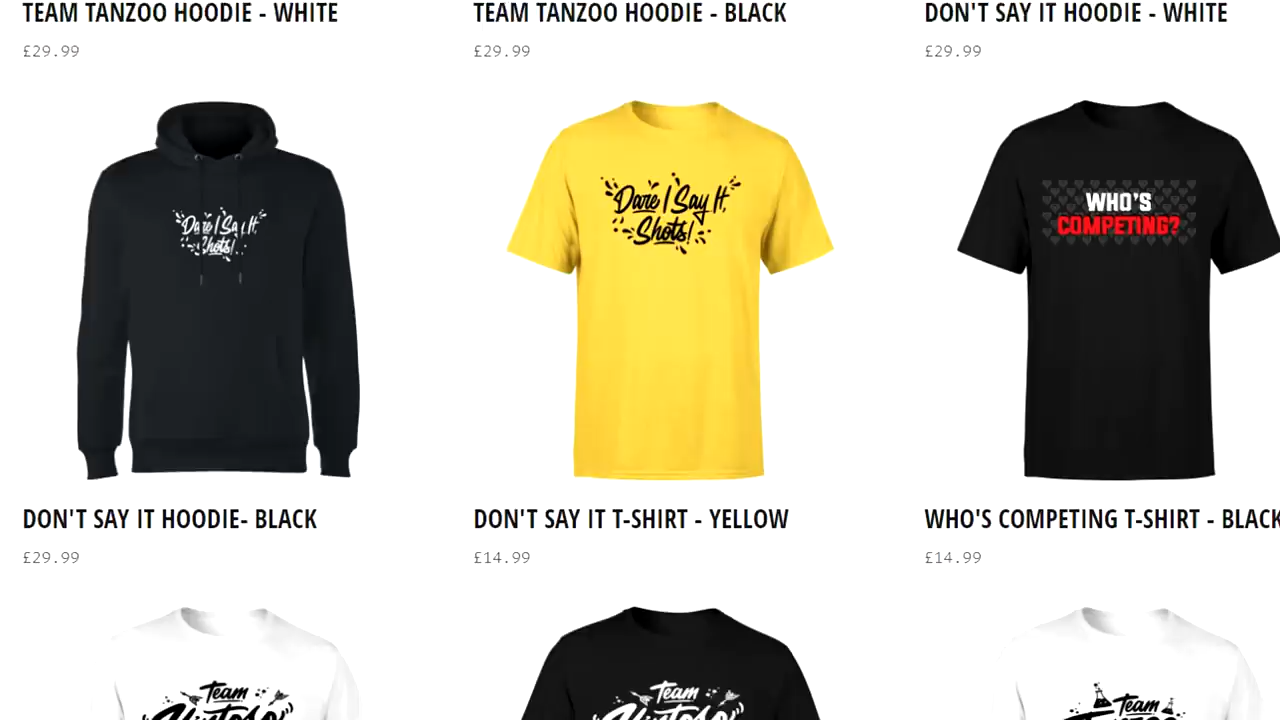 TEAM TANZOO HOODIE - WHITE
TEAM TANZOO HOODIE - BLACK
DON'T SAY IT HOODIE - WHITE
£29.99
£29.99
£29.99
Dare I Say It,
Shots!
Dare I Say It,
Shots!
WHO'S
COMPETING?
DON'T SAY IT HOODIE- BLACK
DON'T SAY IT T-SHIRT - YELLOW
WHO'S COMPETING T-SHIRT - BLACK
£29.99
£14.99
£14.99
Team
Team
Team